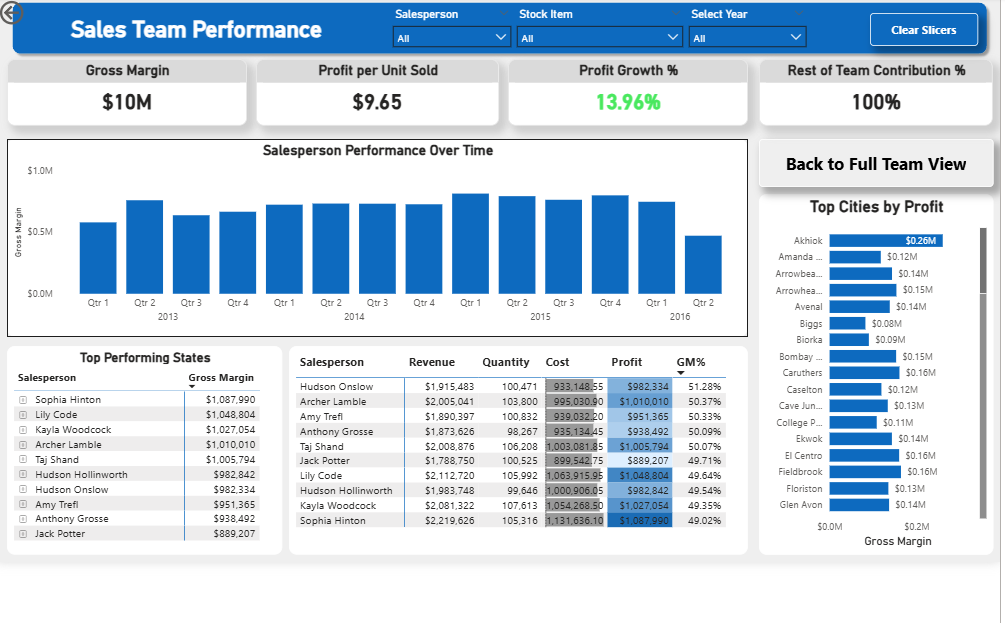 Sales Team Performance
Salesperson Stock Item Select Year
All All All
Clear Slicers
Gross Margin Profit per Unit Sold Profit Growth % Rest of Team Contribution %
$10M $9.65 13.96% 100%
Salesperson Performance Over Time
$1.0M
$0.5M
$0.0M
Gross Margin
Qtr 1 Qtr 2 Qtr 3 Qtr 4 Qtr 1 Qtr 2 Qtr 3 Qtr 4 Qtr 1 Qtr 2 Qtr 3 Qtr 4 Qtr 1 Qtr 2
2013 2014 2015 2016
Back to Full Team View
Top Cities by Profit
Akhiok $0.26M
Amanda ... $0.12M
Arrowbea... $0.14M
Arrowhea... $0.15M
Avenal $0.14M
Biggs $0.08M
Biorka $0.09M
Bombay ... $0.15M
Caruthers $0.16M
Caselton $0.12M
Cave Jun... $0.13M
College P... $0.11M
Ekwok $0.14M
El Centro $0.16M
Fieldbrook $0.16M
Floriston $0.13M
Glen Avon $0.14M
$0.0M $0.2M
Gross Margin
Top Performing States
Salesperson Gross Margin
Sophia Hinton $1,087,990
Lily Code $1,048,804
Kayla Woodcock $1,027,054
Archer Lamble $1,010,010
Taj Shand $1,005,794
Hudson Hollinworth $982,842
Hudson Onslow $982,334
Amy Trefl $951,365
Anthony Grosse $938,492
Jack Potter $889,207
Salesperson Revenue Quantity Cost Profit GM%
Hudson Onslow $1,915,483 100,471 933,148.55 $982,334 51.28%
Archer Lamble $2,005,041 103,800 995,030.90 $1,010,010 50.37%
Amy Trefl $1,890,397 100,832 939,032.20 $951,365 50.33%
Anthony Grosse $1,873,626 98,267 935,134.45 $938,492 50.09%
Taj Shand $2,008,876 106,208 1,003,081.85 $1,005,794 50.07%
Jack Potter $1,788,750 100,525 899,542.75 $889,207 49.71%
Lily Code $2,112,720 105,992 1,063,915.95 $1,048,804 49.64%
Hudson Hollinworth $1,983,748 99,646 1,000,906.05 $982,842 49.54%
Kayla Woodcock $2,081,322 107,613 1,054,268.50 $1,027,054 49.35%
Sophia Hinton $2,219,626 105,316 1,131,636.10 $1,087,990 49.02%